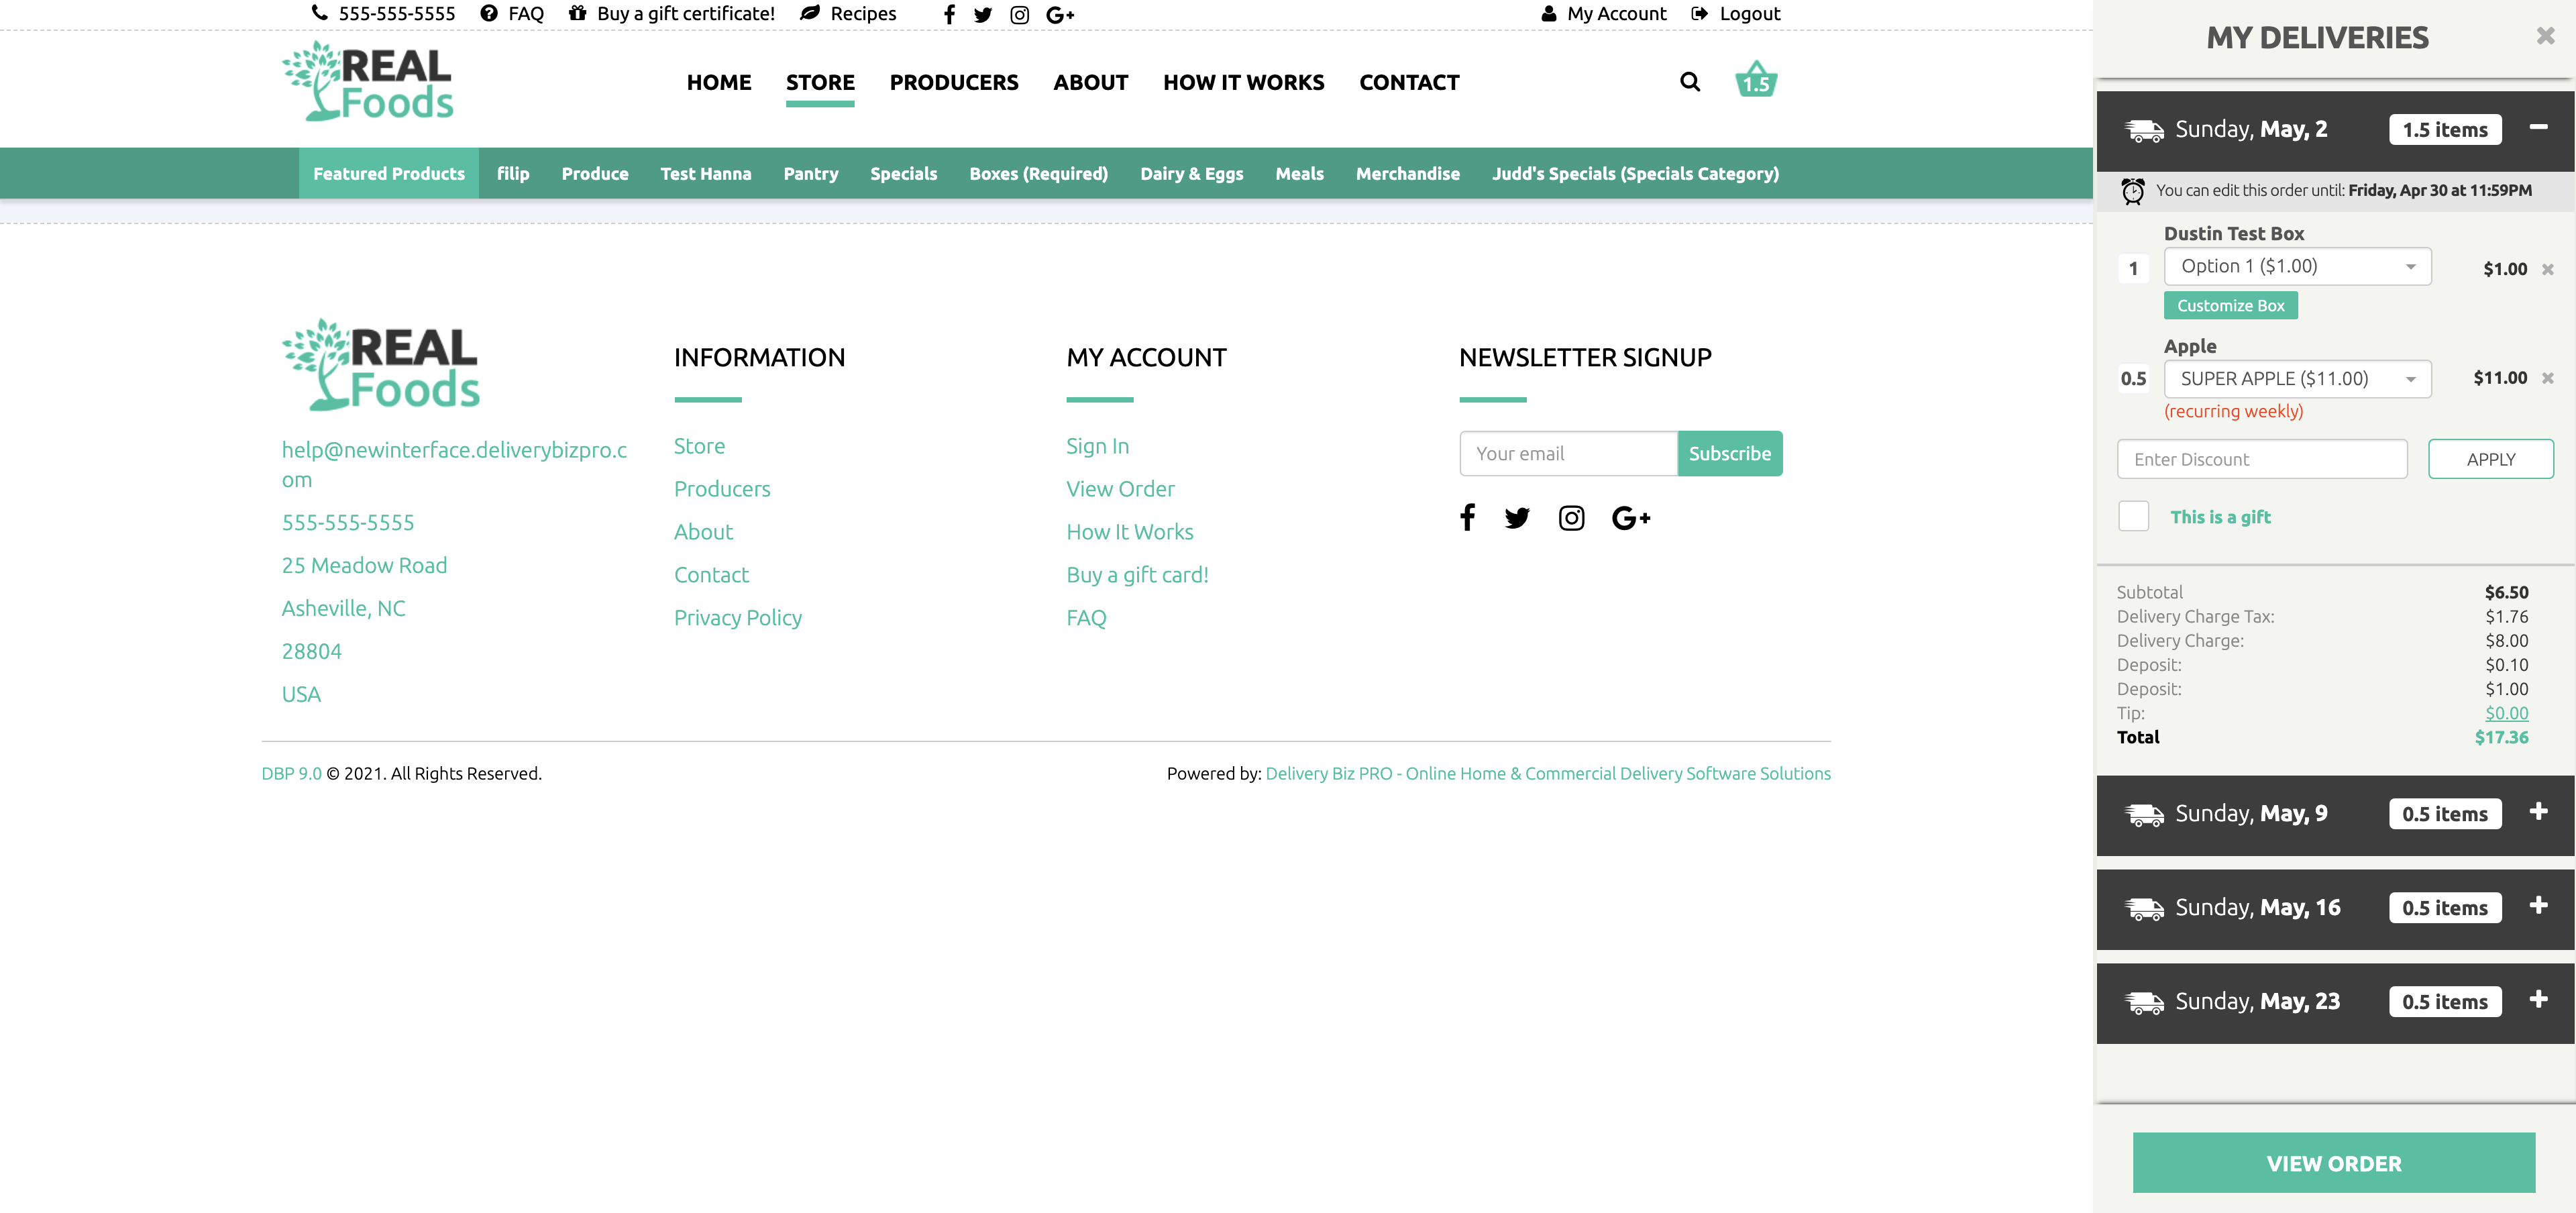 555-555-5555 FAQ Buy a gift certificate! Recipes My Account Logout
REAL
Foods
HOME STORE PRODUCERS ABOUT HOW IT WORKS CONTACT 1.5
Featured Products filip Produce Test Hanna Pantry Specials Boxes (Required) Dairy & Eggs Meals Merchandise Judd's Specials (Specials Category)
REAL
Foods
help@newinterface.deliverybizpro.c
om
555-555-5555
25 Meadow Road
Asheville, NC
28804
USA
INFORMATION
Store
Producers
About
Contact
Privacy Policy
MY ACCOUNT
Sign In
View Order
How It Works
Buy a gift card!
FAQ
NEWSLETTER SIGNUP
Your email Subscribe
DBP 9.0 © 2021. All Rights Reserved.
Powered by: Delivery Biz PRO - Online Home & Commercial Delivery Software Solutions
MY DELIVERIES
Sunday, May, 2 1.5 items
You can edit this order until: Friday, Apr 30 at 11:59PM
Dustin Test Box
1 Option 1 ($1.00) $1.00
Customize Box
Apple
0.5 SUPER APPLE ($11.00) $11.00
(recurring weekly)
Enter Discount APPLY
This is a gift
Subtotal $6.50
Delivery Charge Tax: $1.76
Delivery Charge: $8.00
Deposit: $0.10
Deposit: $1.00
Tip: $0.00
Total $17.36
Sunday, May, 9 0.5 items
Sunday, May, 16 0.5 items
Sunday, May, 23 0.5 items
VIEW ORDER